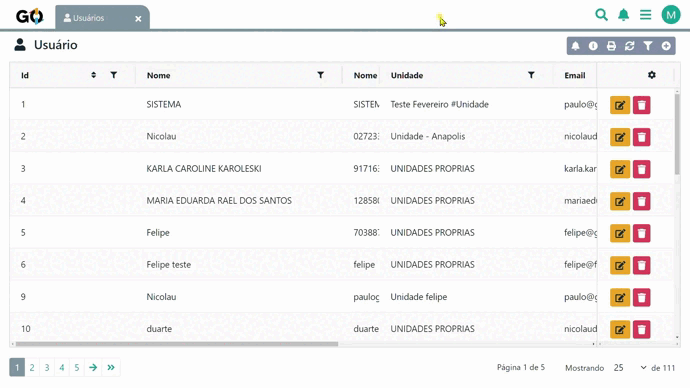 GO Usuários × M
Usuário
Id Nome Nome Unidade Email
1 SISTEMA SISTEM Teste Fevereiro #Unidade paulo@g
2 Nicolau 02723 Unidade - Anapolis nicolaud
3 KARLA CAROLINE KAROLESKI 91716 UNIDADES PROPRIAS karla.kar
4 MARIA EDUARDA RAEL DOS SANTOS 12858 UNIDADES PROPRIAS mariaed
5 Felipe 70388 UNIDADES PROPRIAS felipe@g
6 Felipe teste felipe UNIDADES PROPRIAS felipe@f
9 Nicolau paulo Unidade felipe paulo@g
10 duarte duarte UNIDADES PROPRIAS nicolaud
1 2 3 4 5 Página 1 de 5 Mostrando 25 de 111